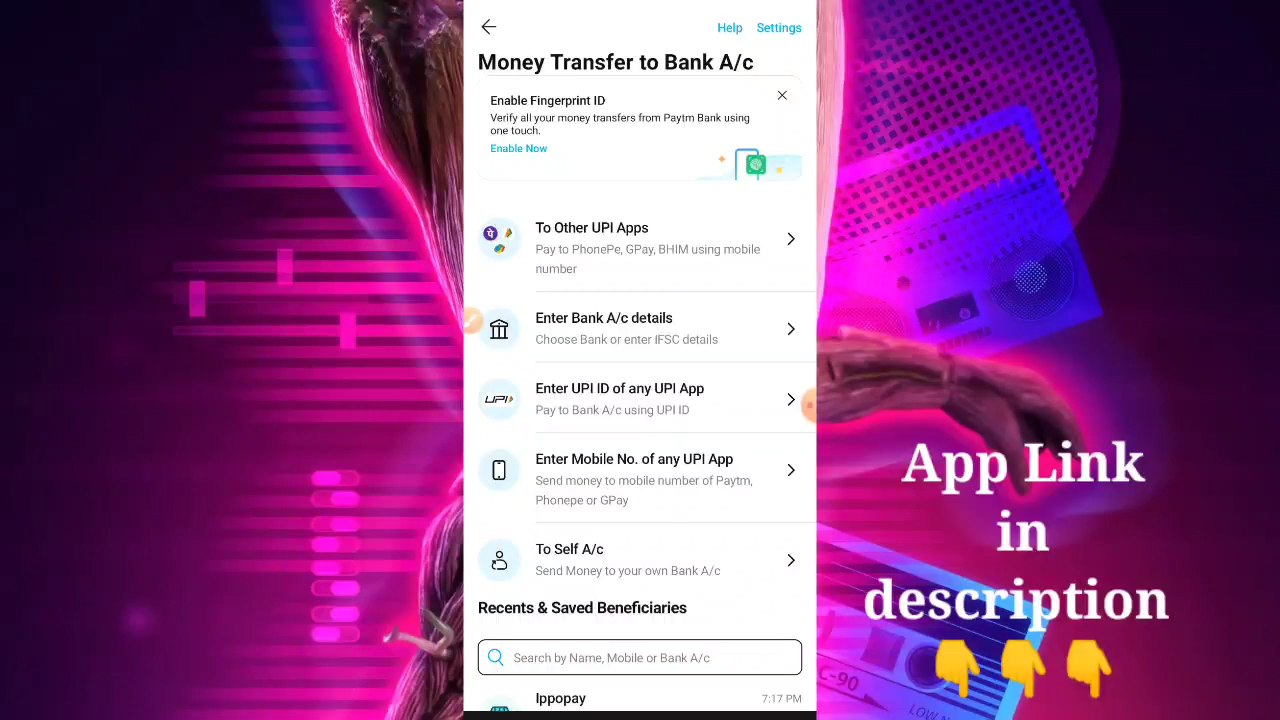 Help Settings
Money Transfer to Bank A/c
Enable Fingerprint ID
Verify all your money transfers from Paytm Bank using
one touch.
Enable Now
To Other UPI Apps
Pay to PhonePe, GPay, BHIM using mobile
number
Enter Bank A/c details
Choose Bank or enter IFSC details
UPI
Enter UPI ID of any UPI App
Pay to Bank A/c using UPI ID
Enter Mobile No. of any UPI App
Send money to mobile number of Paytm,
Phonepe or GPay
To Self A/c
Send Money to your own Bank A/c
Recents & Saved Beneficiaries
Search by Name, Mobile or Bank A/c
Ippopay 7:17 PM
App Link
in
description
👇👇👇
C-90